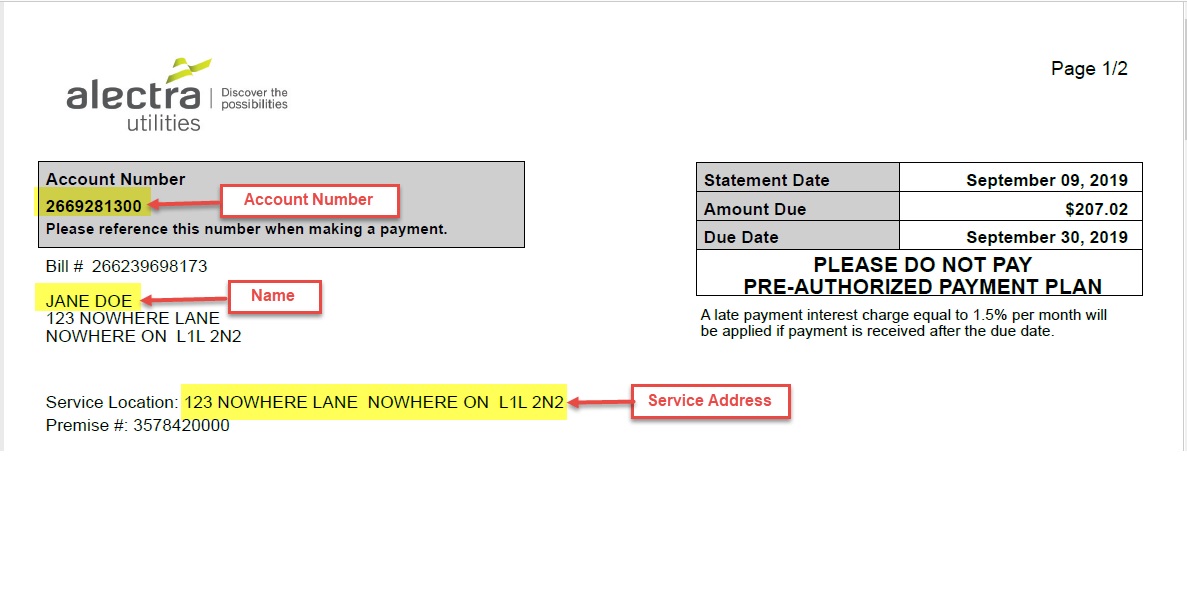 Page 1/2
alectra
utilities
Discover the
possibilities
Account Number
2669281300
Account Number
Please reference this number when making a payment.
Statement Date September 09, 2019
Amount Due $207.02
Due Date September 30, 2019
PLEASE DO NOT PAY
PRE-AUTHORIZED PAYMENT PLAN
A late payment interest charge equal to 1.5% per month will
be applied if payment is received after the due date.
Bill # 266239698173
JANE DOE
Name
123 NOWHERE LANE
NOWHERE ON L1L 2N2
Service Location: 123 NOWHERE LANE NOWHERE ON L1L 2N2
Service Address
Premise #: 3578420000